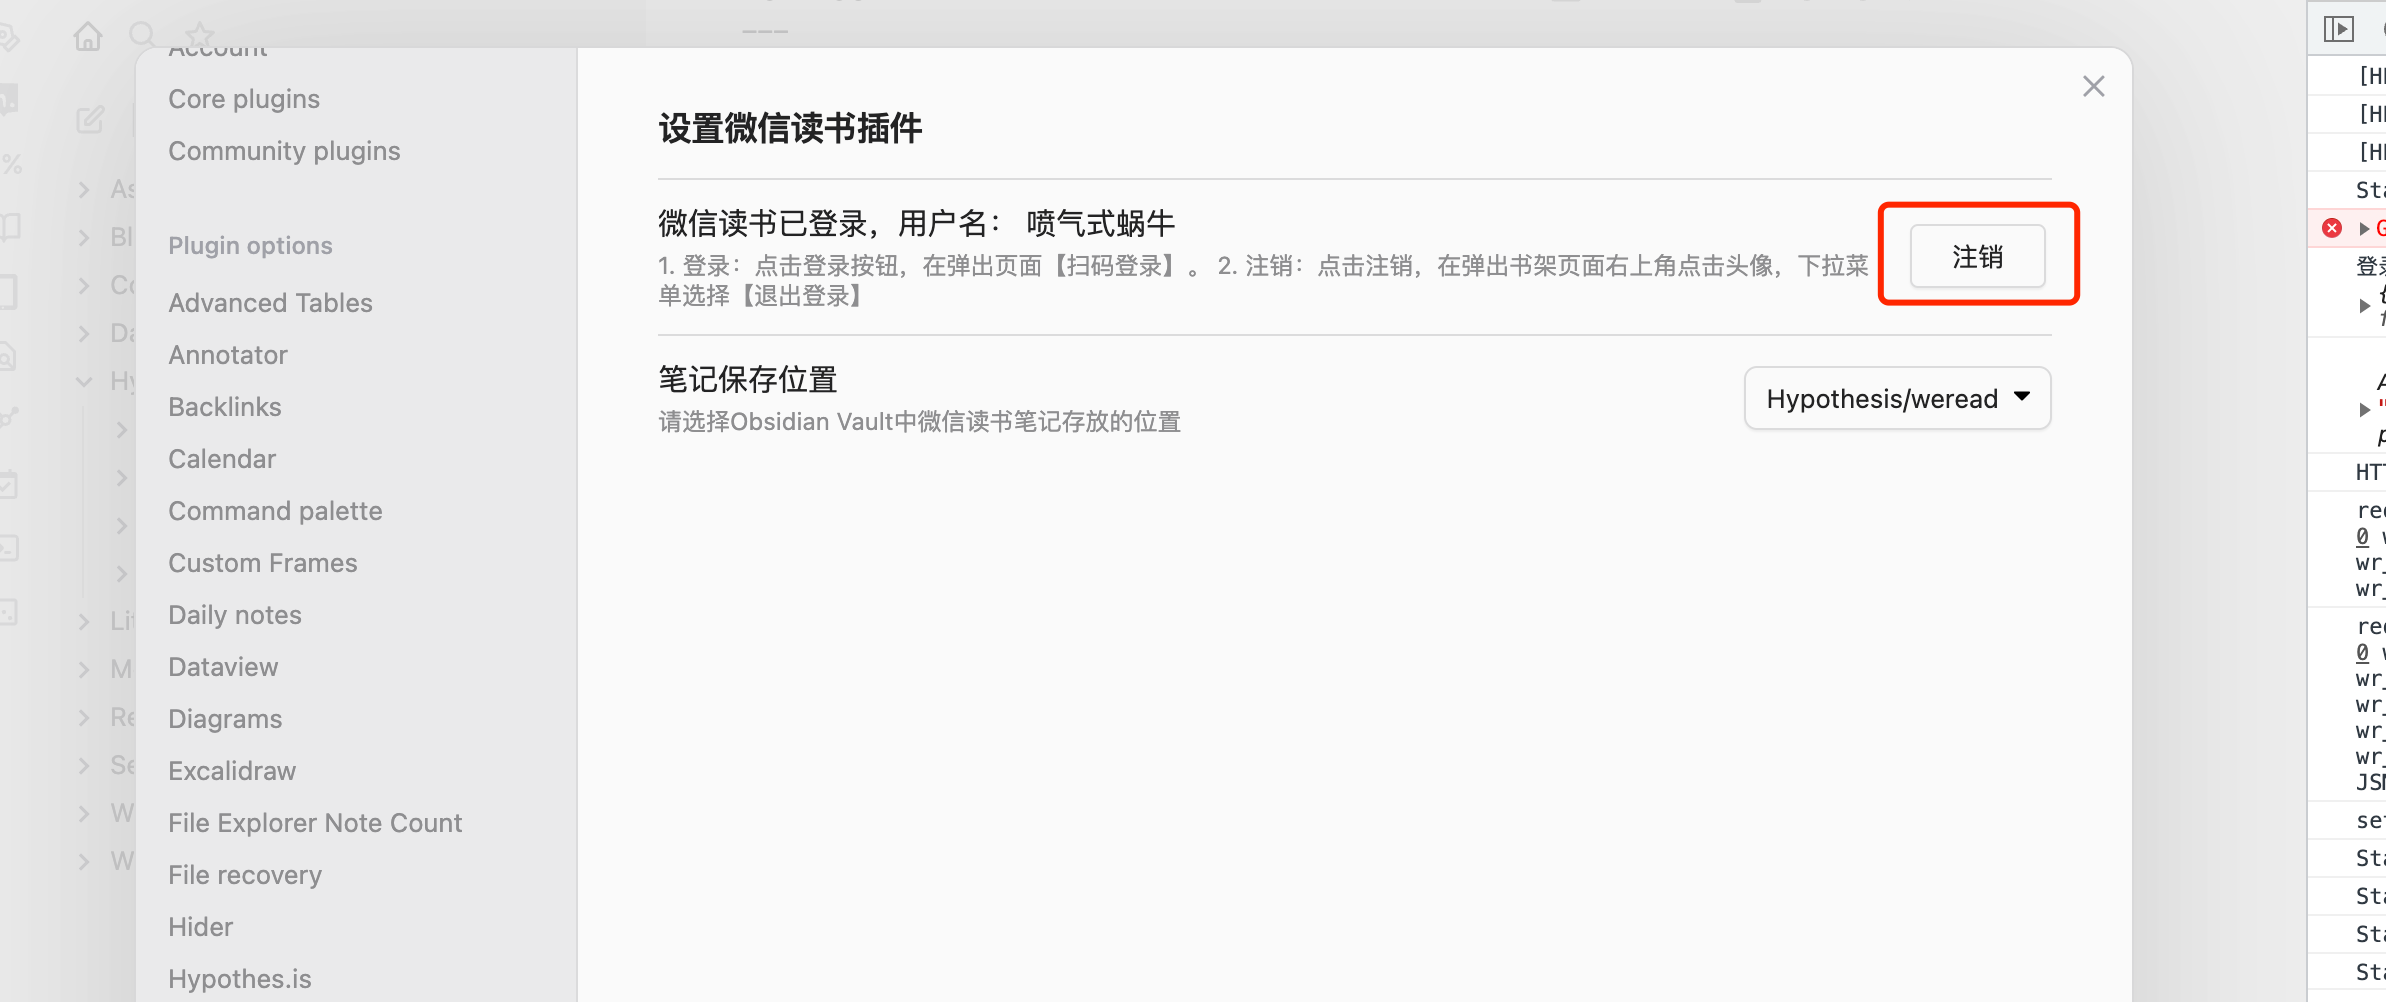 Account
Core plugins
Community plugins
Plugin options
Advanced Tables
Annotator
Backlinks
Calendar
Command palette
Custom Frames
Daily notes
Dataview
Diagrams
Excalidraw
File Explorer Note Count
File recovery
Hider
Hypothes.is
设置微信读书插件
微信读书已登录，用户名： 喷气式蜗牛
1. 登录：点击登录按钮，在弹出页面【扫码登录】。 2. 注销：点击注销，在弹出书架页面右上角点击头像，下拉菜
单选择【退出登录】
注销
笔记保存位置
请选择Obsidian Vault中微信读书笔记存放的位置
Hypothesis/weread